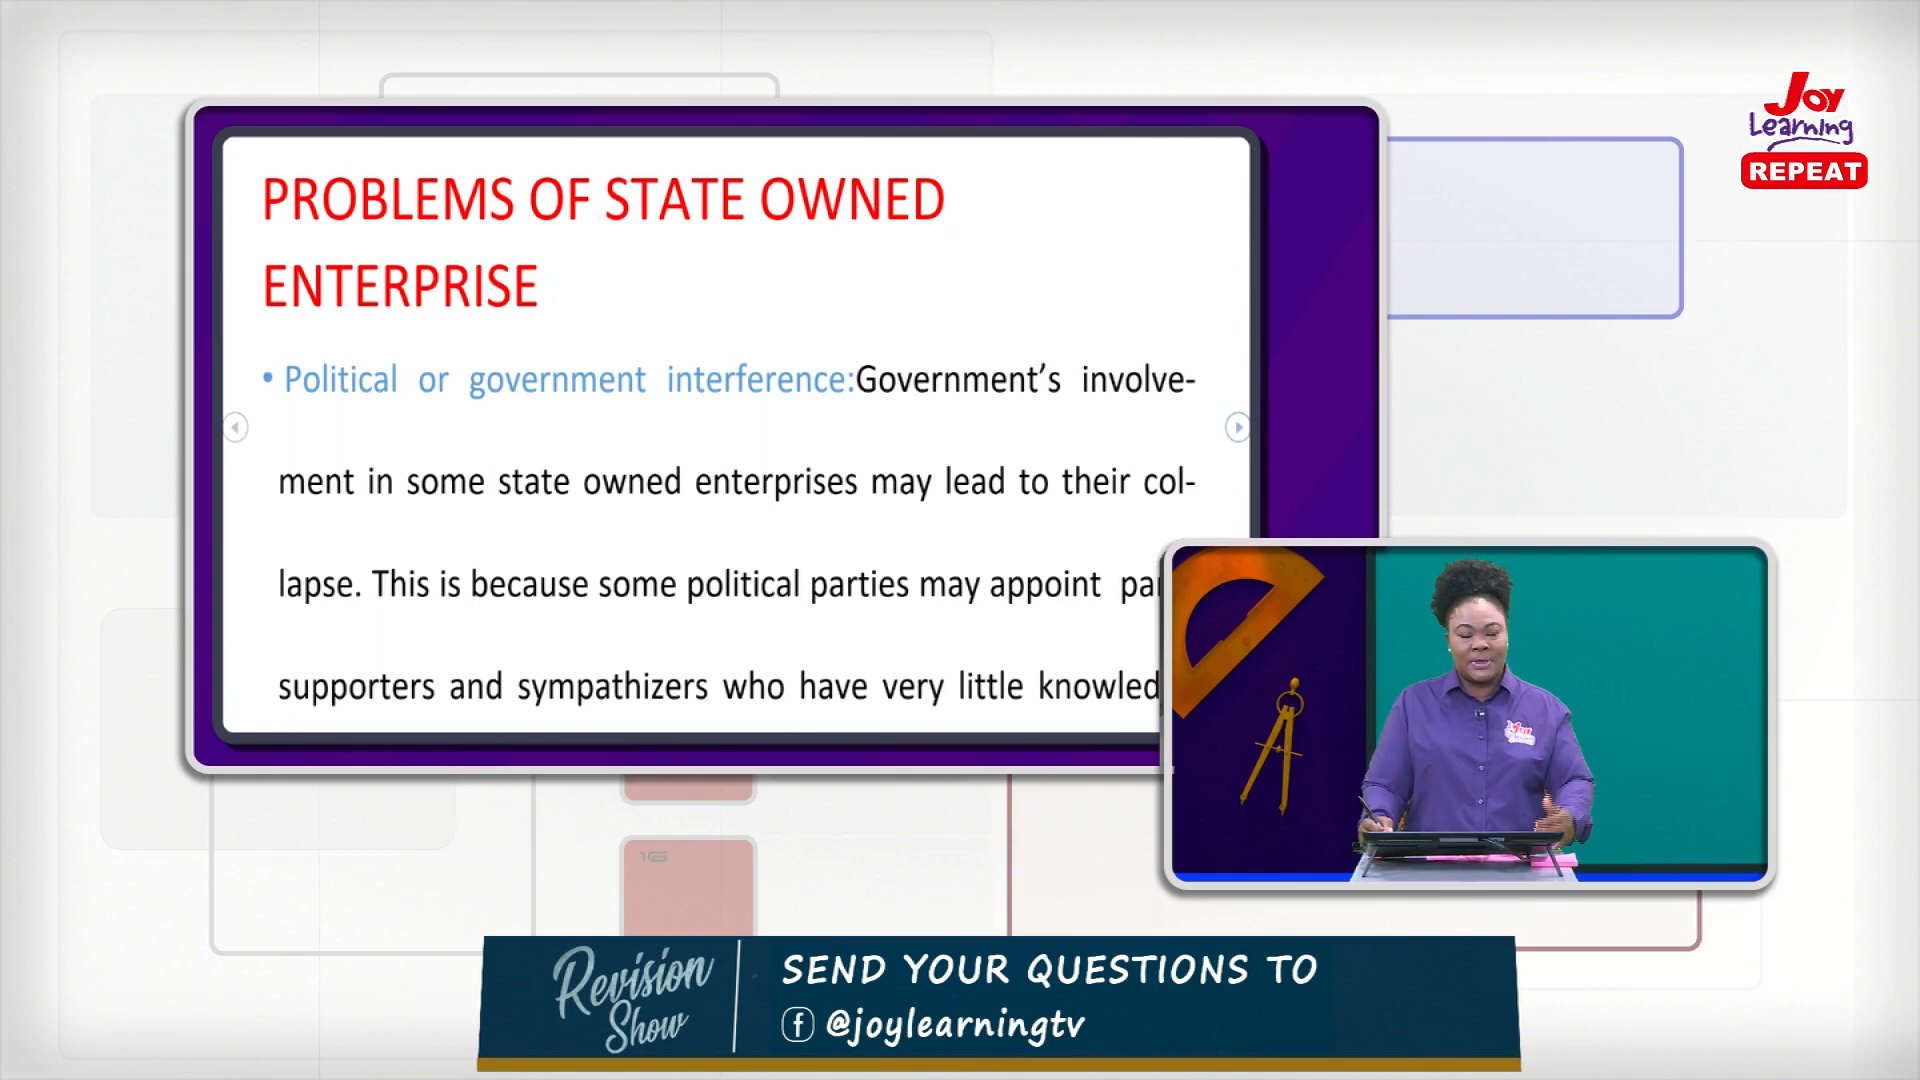 Joy
Learning
REPEAT
PROBLEMS OF STATE OWNED
ENTERPRISE
• Political or government interference:Government’s involve-
ment in some state owned enterprises may lead to their col-
lapse. This is because some political parties may appoint
supporters and sympathizers who have very little
16
Joy
Revision
Show
SEND YOUR QUESTIONS TO
@joylearningtv